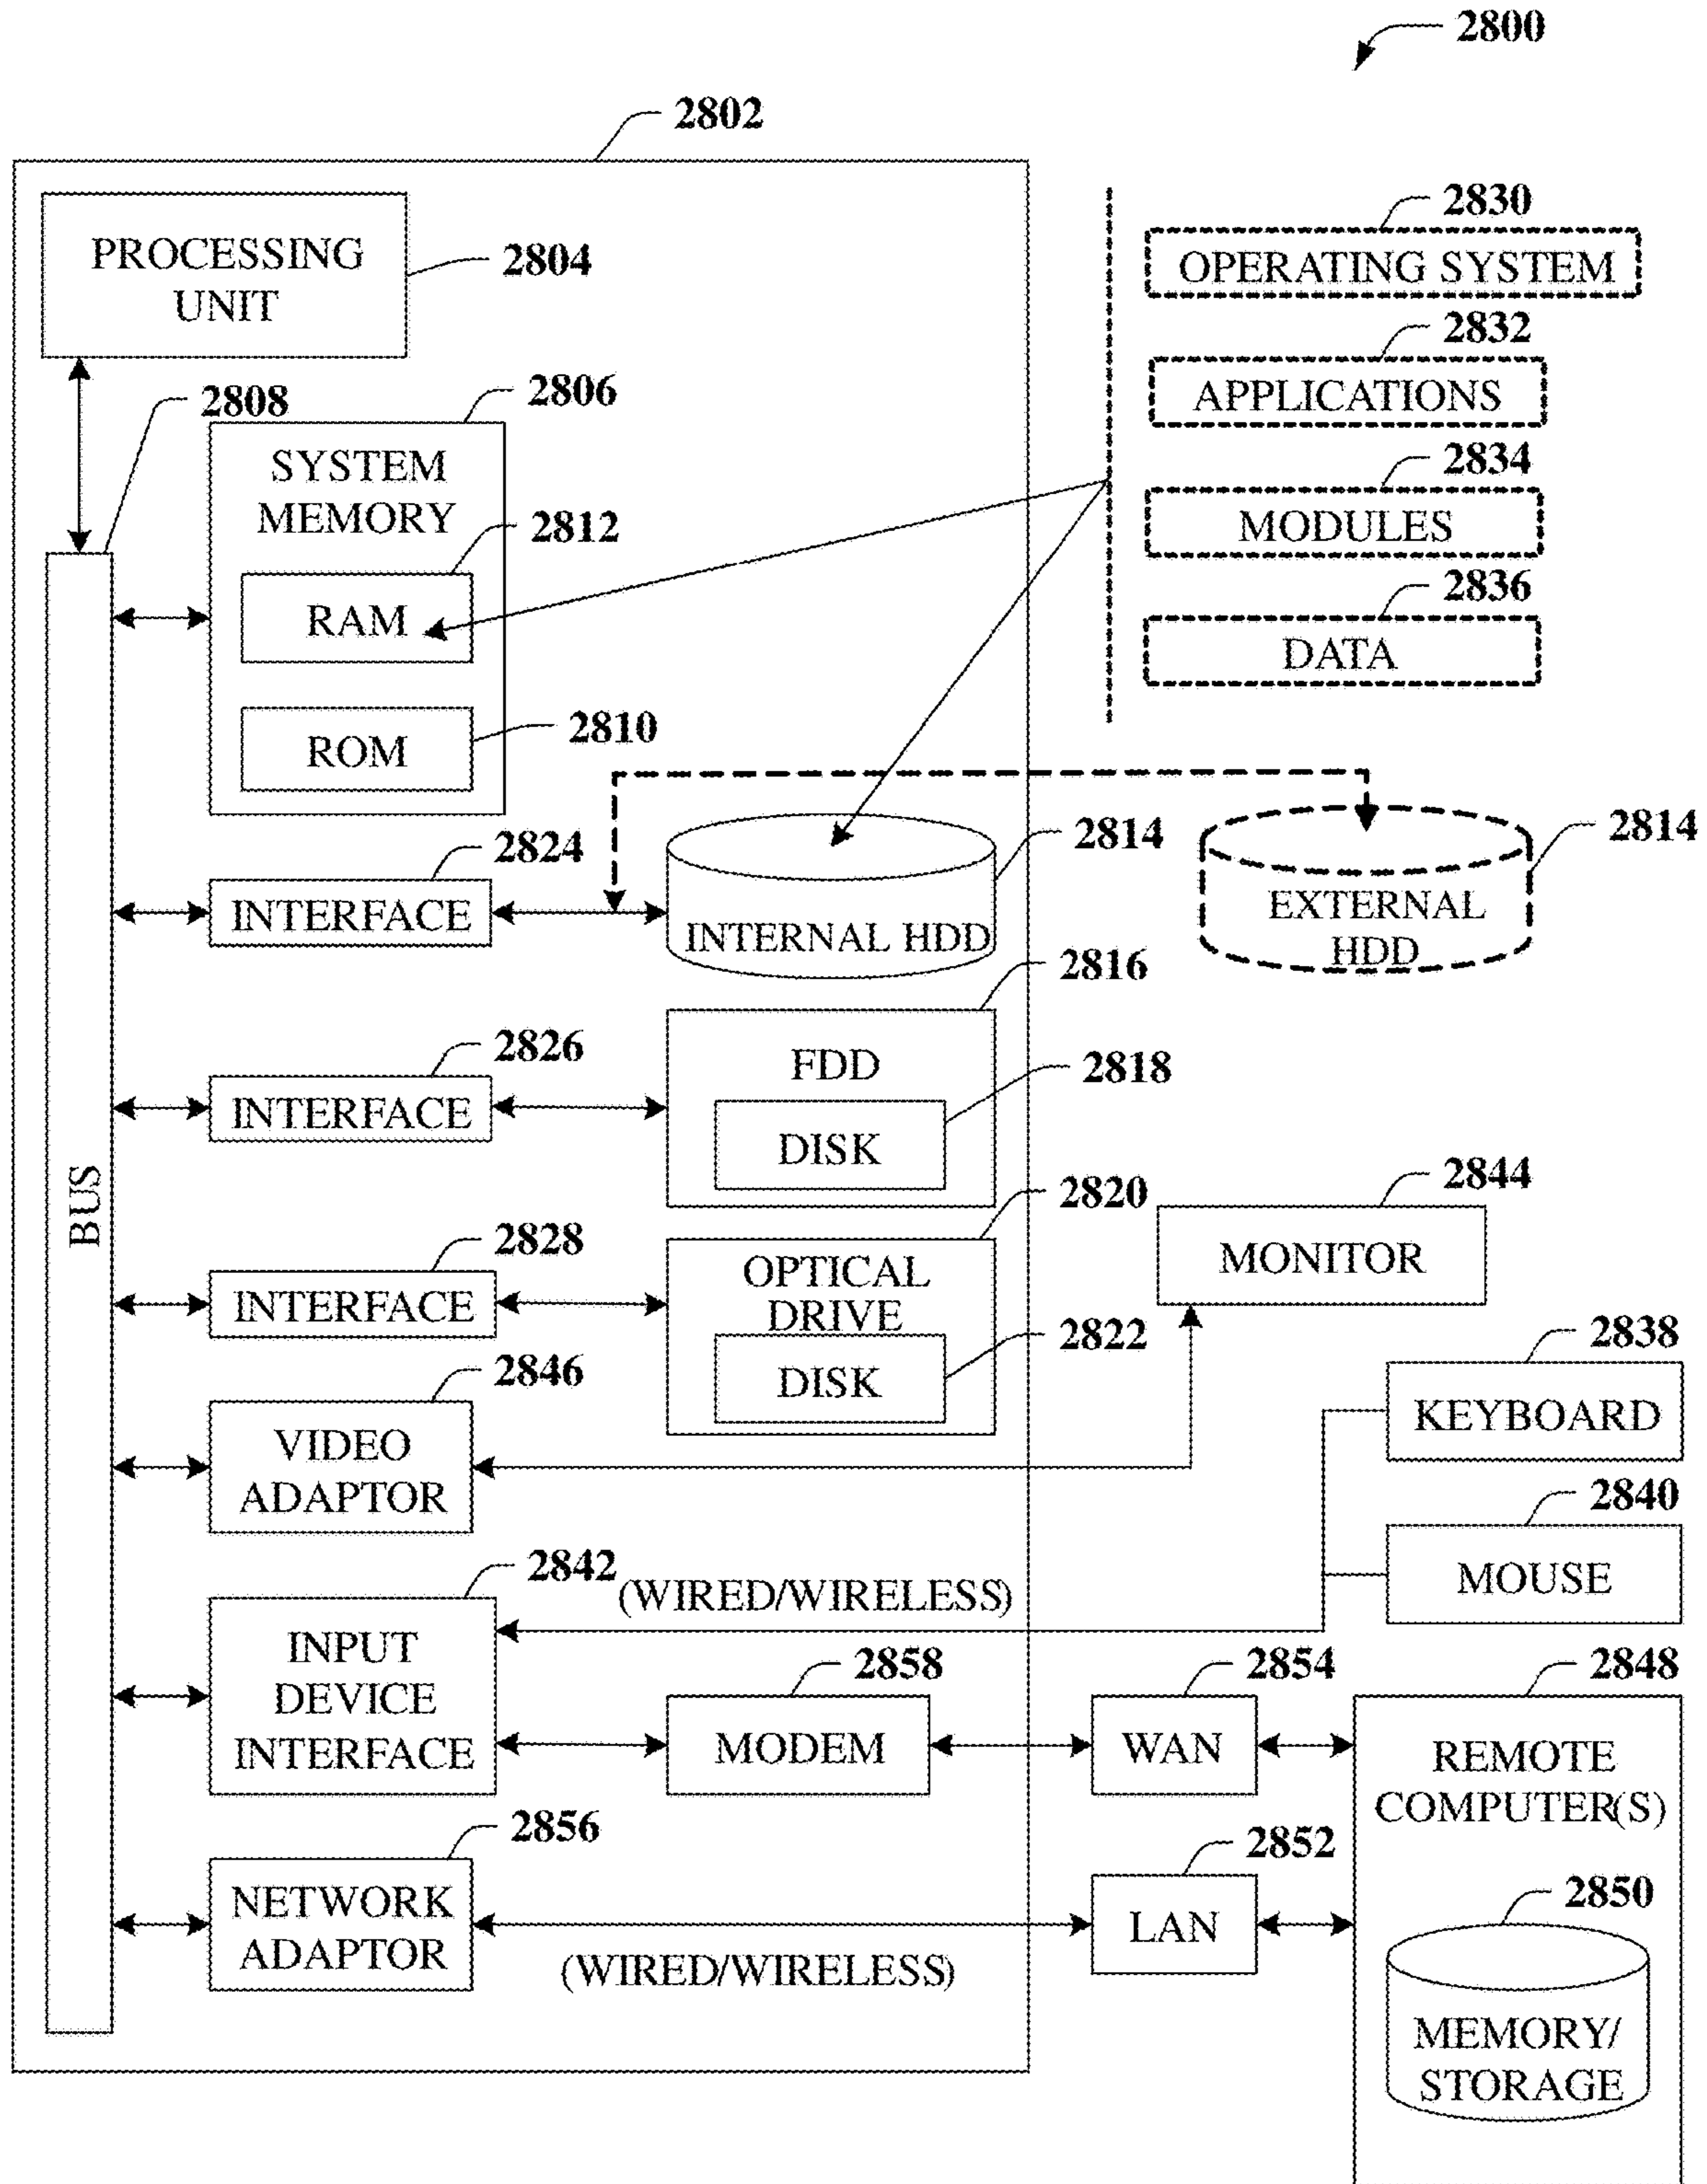 2800
2802
PROCESSING
UNIT
2804
2830
OPERATING SYSTEM
2832
APPLICATIONS
2834
MODULES
2836
DATA
2808
2806
SYSTEM
MEMORY
2812
RAM
2810
ROM
2824
INTERFACE
2814
INTERNAL HDD
2814
EXTERNAL
HDD
2826
INTERFACE
2816
FDD
2818
DISK
BUS
2828
INTERFACE
2820
OPTICAL
DRIVE
2822
DISK
2844
MONITOR
2846
VIDEO
ADAPTOR
2838
KEYBOARD
2840
MOUSE
2842
(WIRED/WIRELESS)
INPUT
DEVICE
INTERFACE
2858
MODEM
2854
WAN
2848
REMOTE
COMPUTER(S)
2856
NETWORK
ADAPTOR
(WIRED/WIRELESS)
2852
LAN
2850
MEMORY/
STORAGE